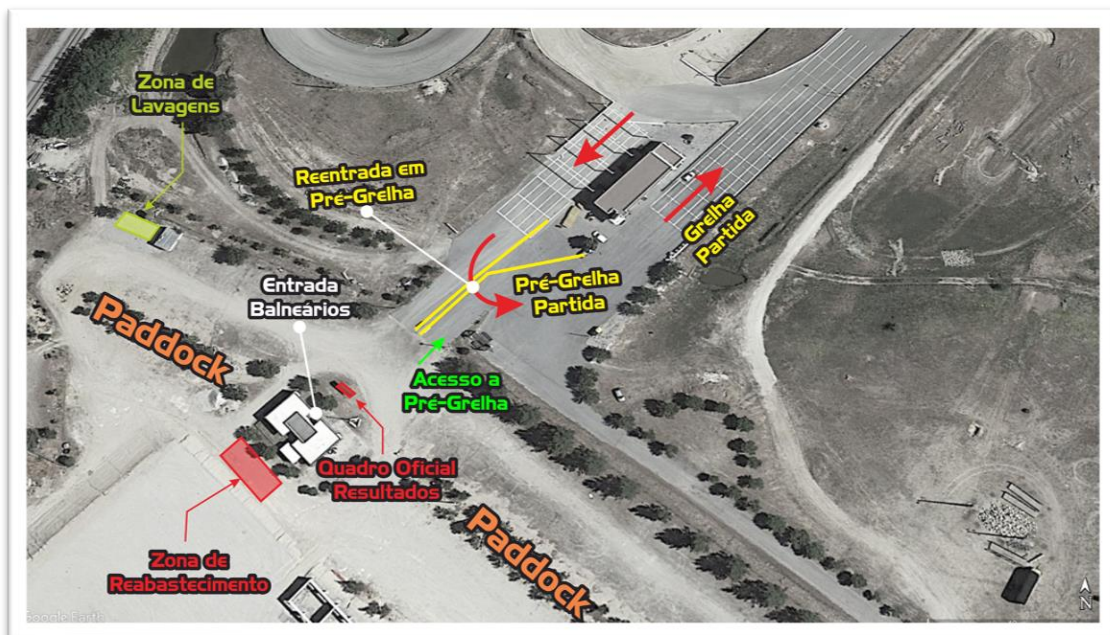 Zona de
Lavagens
Reentrada em
Pré-Grelha
Grelha
Partida
Entrada
Balneários
Pré-Grelha
Partida
Paddock
Acesso a
Pré-Grelha
Quadro Oficial
Resultados
Paddock
Zona de
Reabastecimento
Google Earth
N